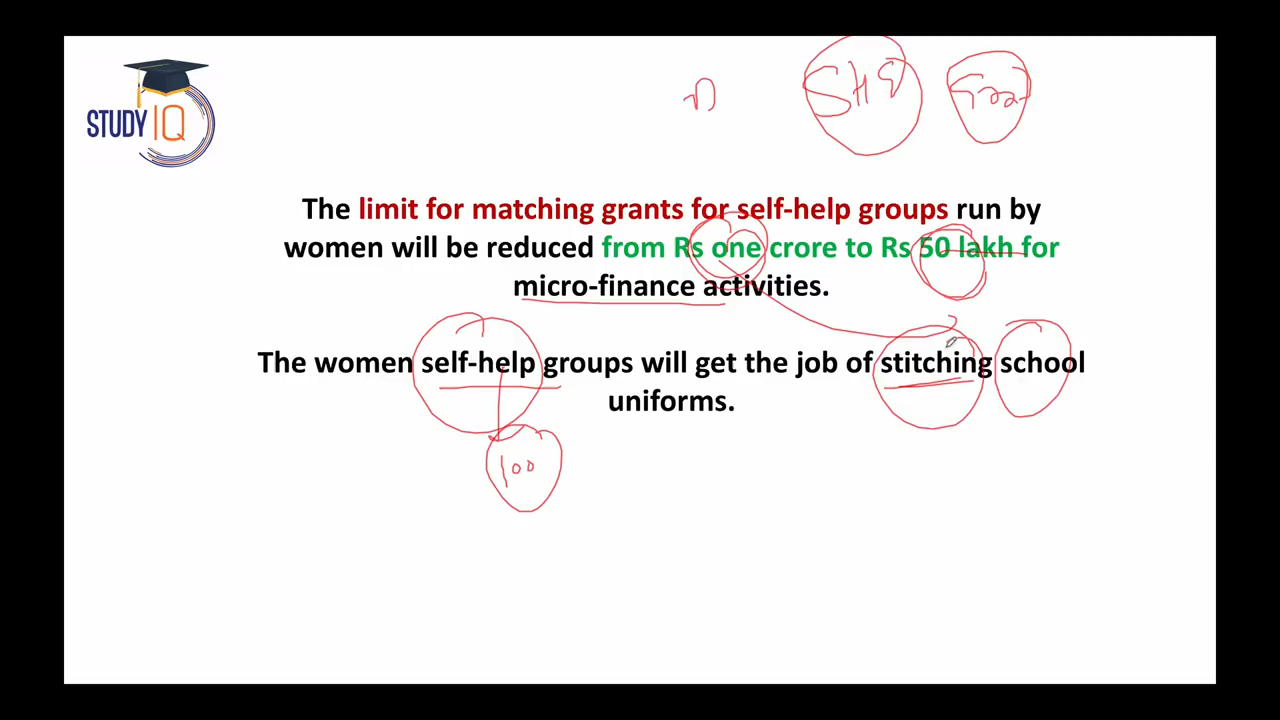 SHG
STUDY IQ
The limit for matching grants for self-help groups run by
women will be reduced from Rs one crore to Rs 50 lakh for
micro-finance activities.
The women self-help groups will get the job of stitching school
uniforms.
100